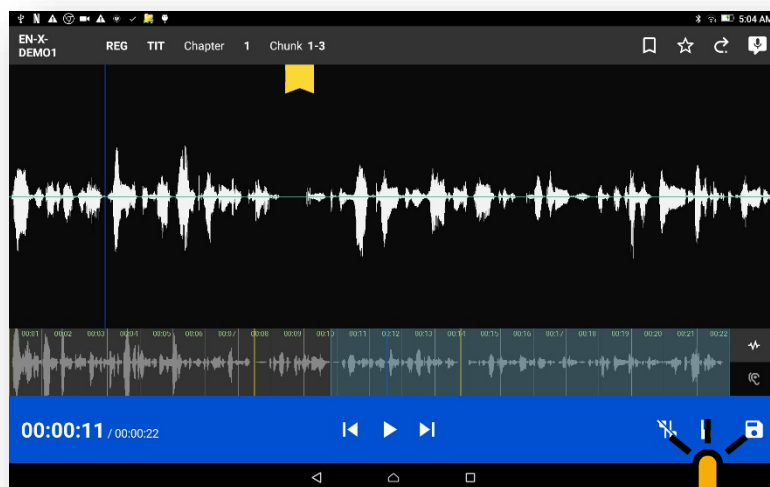 5:04 AM
EN-X-
DEMO1 REG TIT Chapter 1 Chunk 1-3
00:01 00:02 00:03 00:04 00:05 00:06 00:07 00:08 00:09 00:10 00:11 00:12 00:13 00:14 00:15 00:16 00:17 00:18 00:19 00:20 00:21 00:22
00:00:11 / 00:00:22